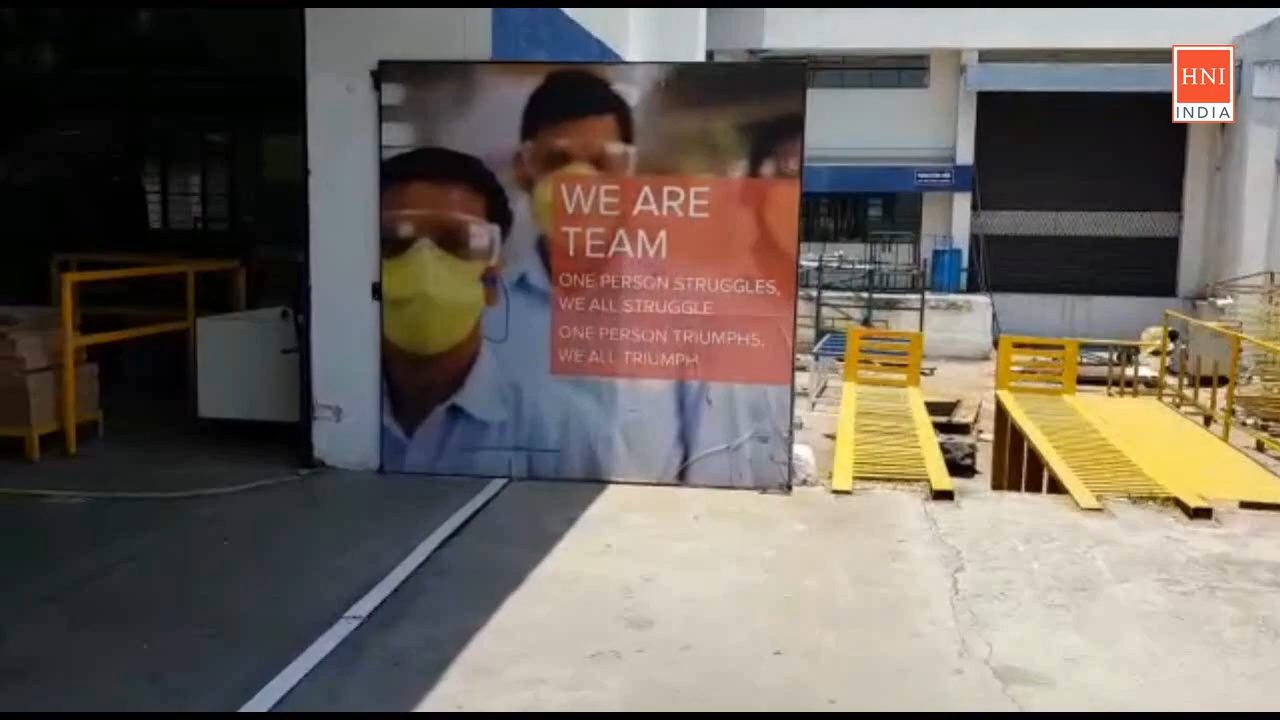 HNI
INDIA
WE ARE
TEAM
ONE PERSON STRUGGLES,
WE ALL STRUGGLE
ONE PERSON TRIUMPHS,
WE ALL TRIUMPH